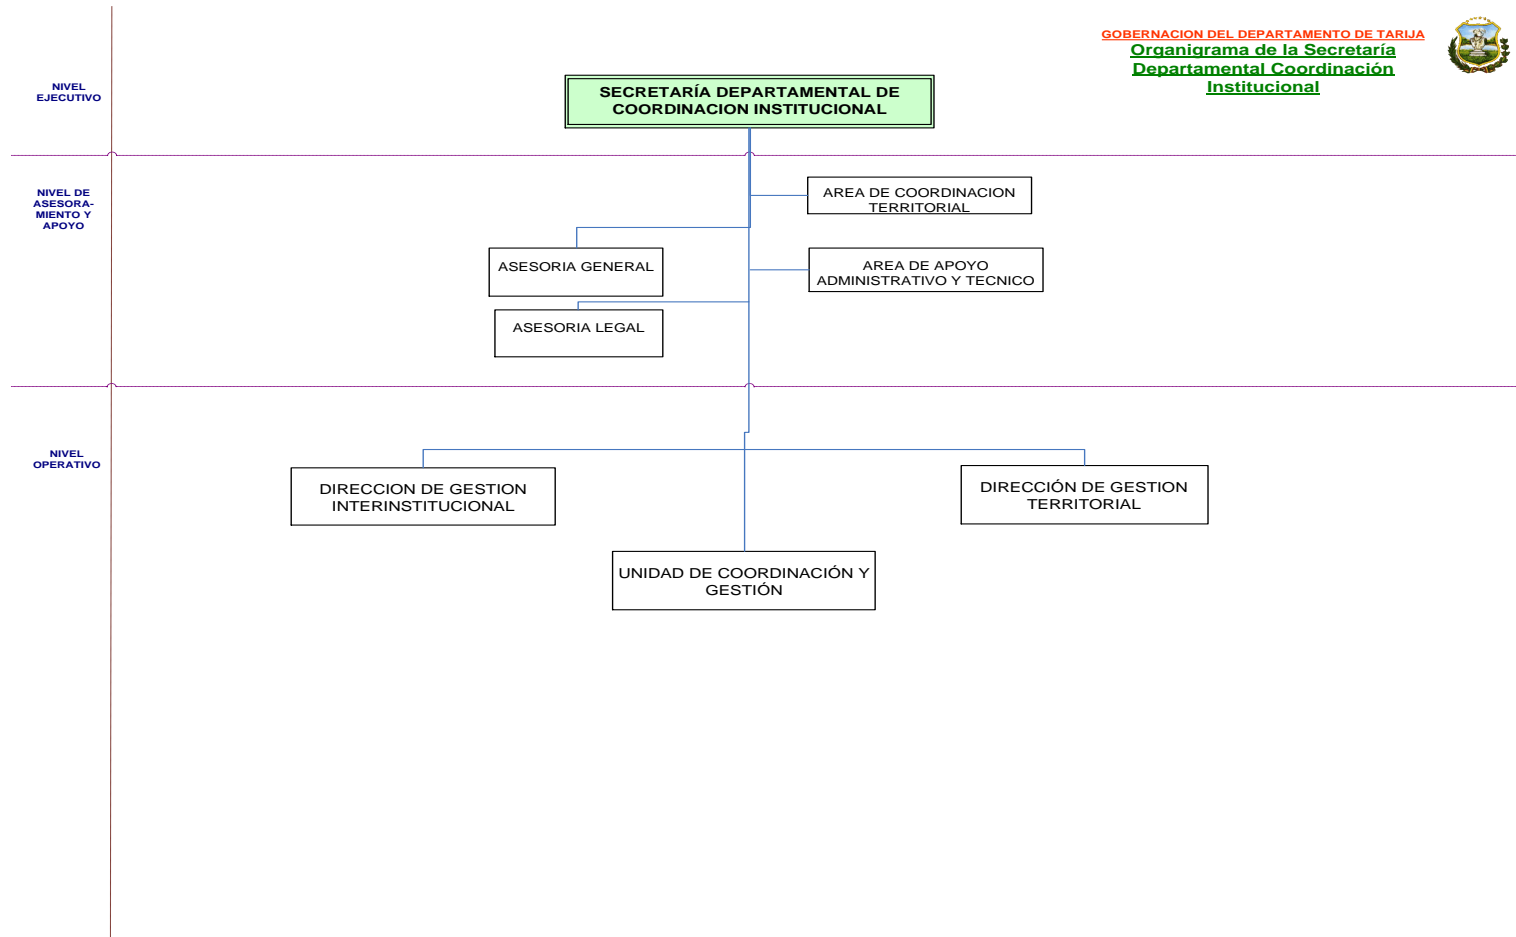 GOBERNACION DEL DEPARTAMENTO DE TARIJA
Organigrama de la Secretaría
Departamental Coordinación
Institucional
NIVEL
EJECUTIVO
SECRETARÍA DEPARTAMENTAL DE
COORDINACION INSTITUCIONAL
NIVEL DE
ASESORA-
MIENTO Y
APOYO
AREA DE COORDINACION
TERRITORIAL
ASESORIA GENERAL
AREA DE APOYO
ADMINISTRATIVO Y TECNICO
ASESORIA LEGAL
NIVEL
OPERATIVO
DIRECCION DE GESTION
INTERINSTITUCIONAL
DIRECCIÓN DE GESTION
TERRITORIAL
UNIDAD DE COORDINACIÓN Y
GESTIÓN